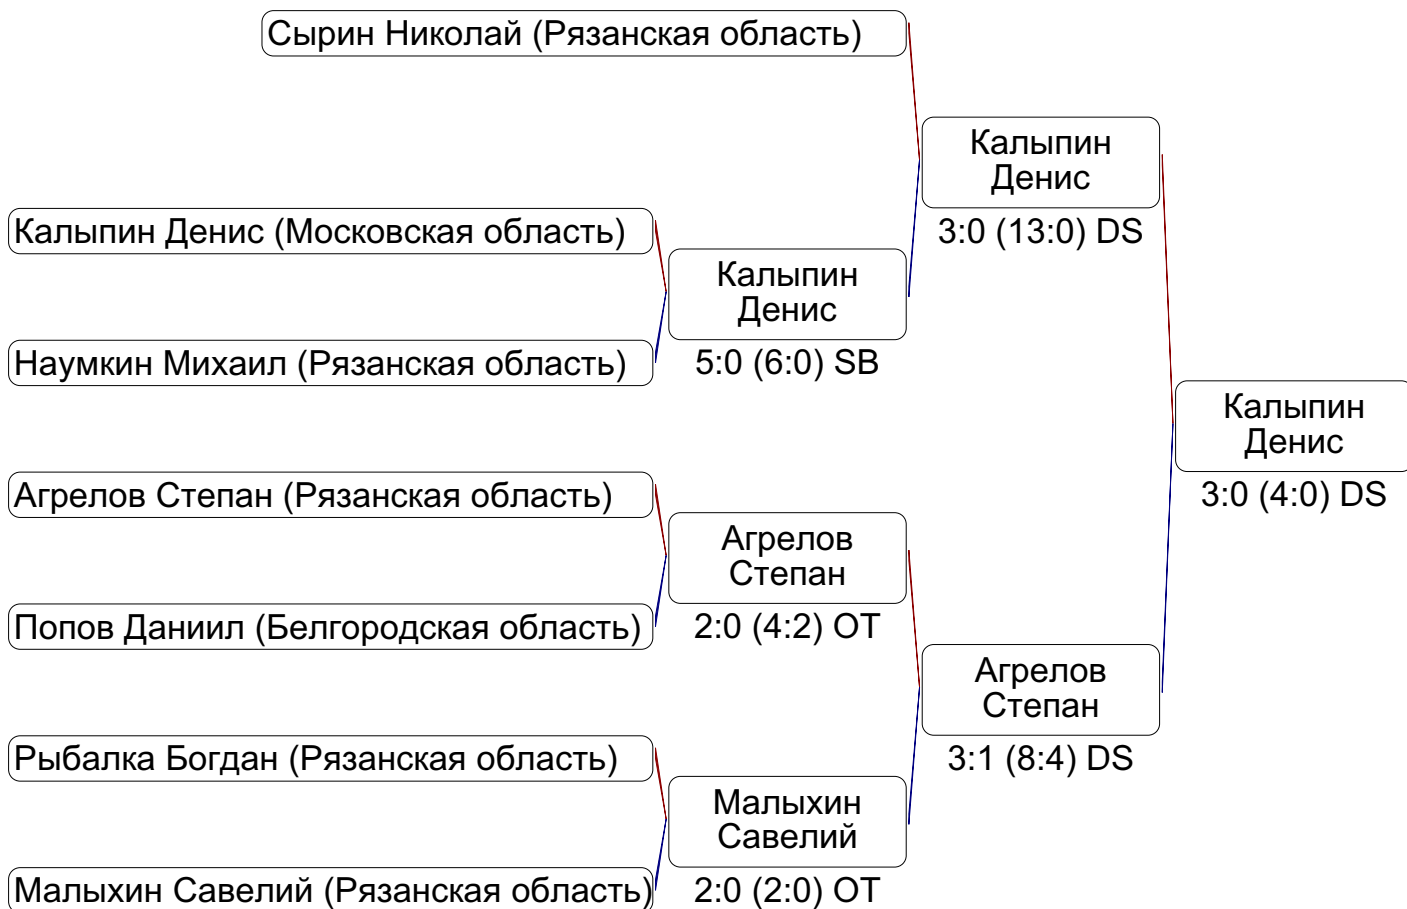 Сырин Николай (Рязанская область)
Калыпин
Денис
3:0 (13:0) DS
Калыпин Денис (Московская область)
Калыпин
Денис
5:0 (6:0) SB
Наумкин Михаил (Рязанская область)
Калыпин
Денис
3:0 (4:0) DS
Агрелов Степан (Рязанская область)
Агрелов
Степан
2:0 (4:2) OT
Попов Даниил (Белгородская область)
Агрелов
Степан
3:1 (8:4) DS
Рыбалка Богдан (Рязанская область)
Малыхин
Савелий
2:0 (2:0) OT
Малыхин Савелий (Рязанская область)